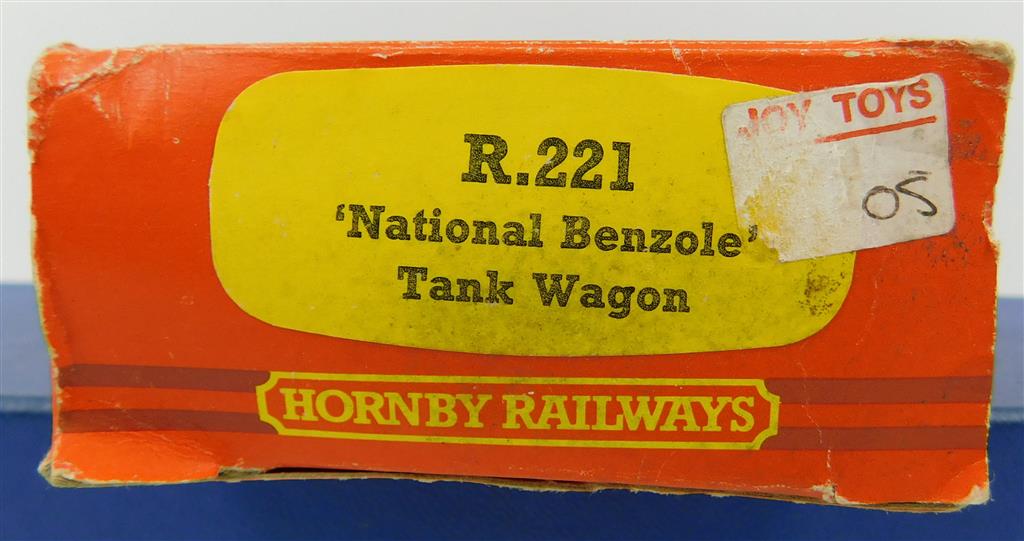 R.221
‘National Benzole’
Tank Wagon
JOY TOYS
05
HORNBY RAILWAYS